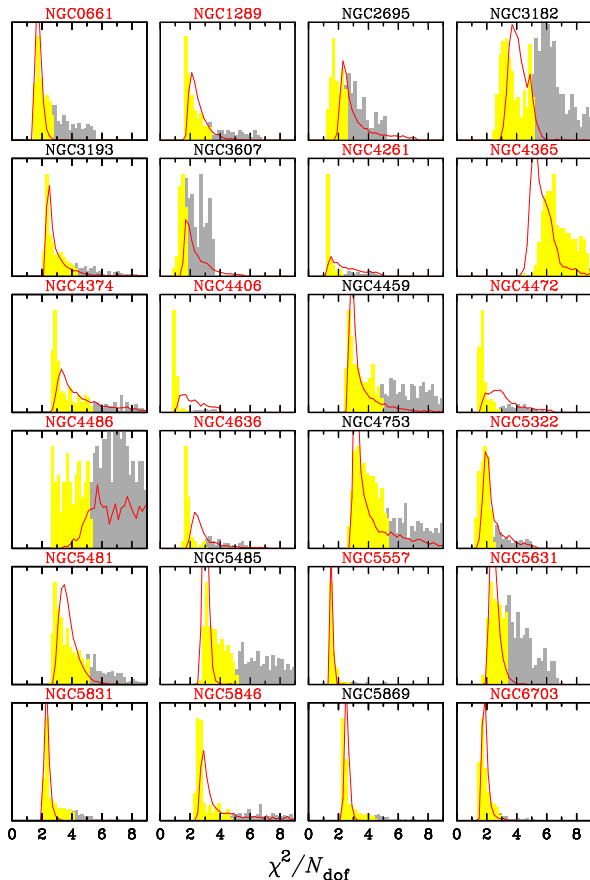 NGC0661 NGC1289 NGC2695 NGC3182
NGC3193 NGC3607 NGC4261 NGC4365
NGC4374 NGC4406 NGC4459 NGC4472
NGC4486 NGC4636 NGC4753 NGC5322
NGC5481 NGC5485 NGC5557 NGC5631
NGC5831 NGC5846 NGC5869 NGC6703
0 2 4 6 8 0 2 4 6 8 0 2 4 6 8 0 2 4 6 8
χ²/N_dof